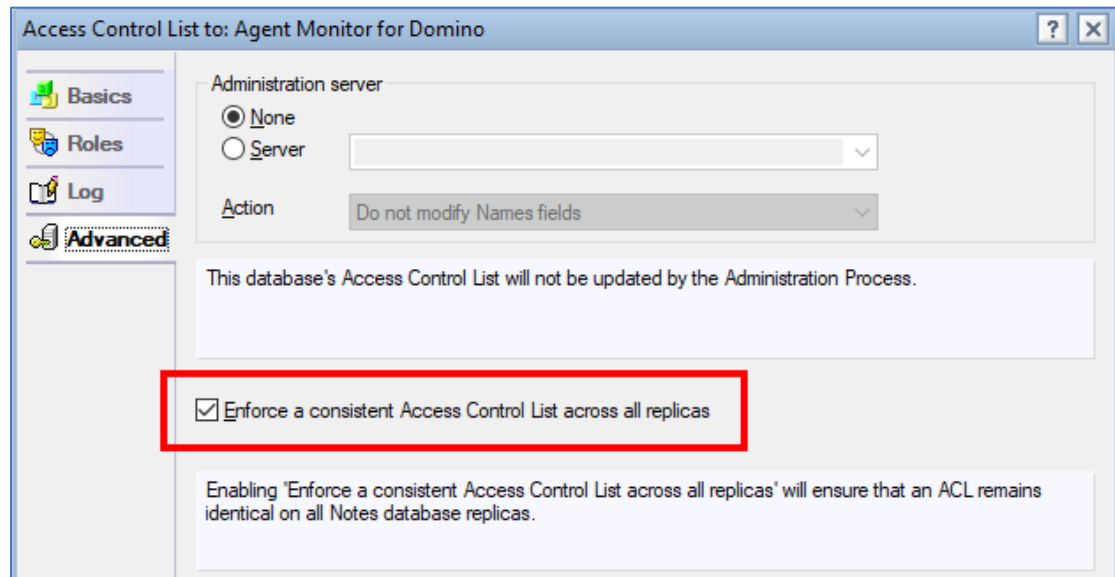 Access Control List to: Agent Monitor for Domino
?
Basics
Roles
Log
Advanced
Administration server
None
Server
Action
Do not modify Names fields
This database's Access Control List will not be updated by the Administration Process.
Enforce a consistent Access Control List across all replicas
Enabling 'Enforce a consistent Access Control List across all replicas' will ensure that an ACL remains
identical on all Notes database replicas.